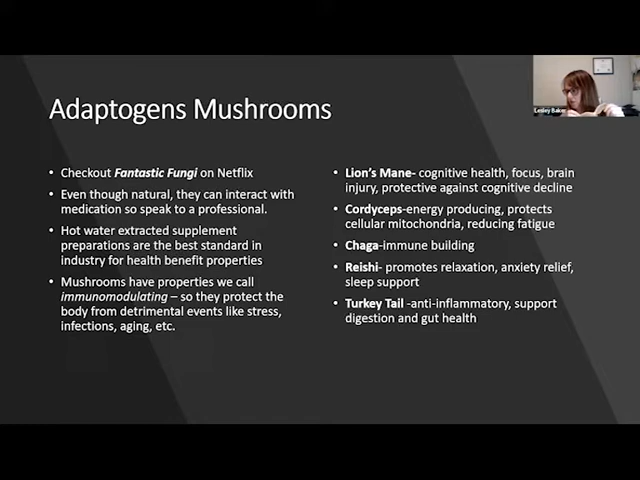 Adaptogens Mushrooms
• Checkout Fantastic Fungi on Netflix
• Even though natural, they can interact with
medication so speak to a professional.
• Hot water extracted supplement
preparations are the best standard in
industry for health benefit properties
• Mushrooms have properties we call
immunomodulating – so they protect the
body from detrimental events like stress,
infections, aging, etc.
• Lion's Mane- cognitive health, focus, brain
injury, protective against cognitive decline
• Cordyceps-energy producing, protects
cellular mitochondria, reducing fatigue
• Chaga-immune building
• Reishi- promotes relaxation, anxiety relief,
sleep support
• Turkey Tail -anti-inflammatory, support
digestion and gut health
Lesley Baker